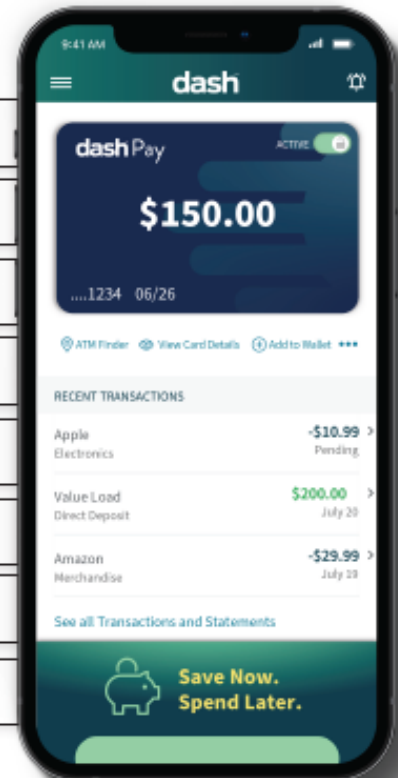 9:41 AM
dash
dash Pay
ACTIVE
$150.00
....1234 06/26
ATM Finder View Card Details Add to Wallet •••
RECENT TRANSACTIONS
Apple -$10.99 >
Electronics Pending
Value Load $200.00 >
Direct Deposit July 20
Amazon -$29.99 >
Merchandise July 19
See all Transactions and Statements
Save Now.
Spend Later.